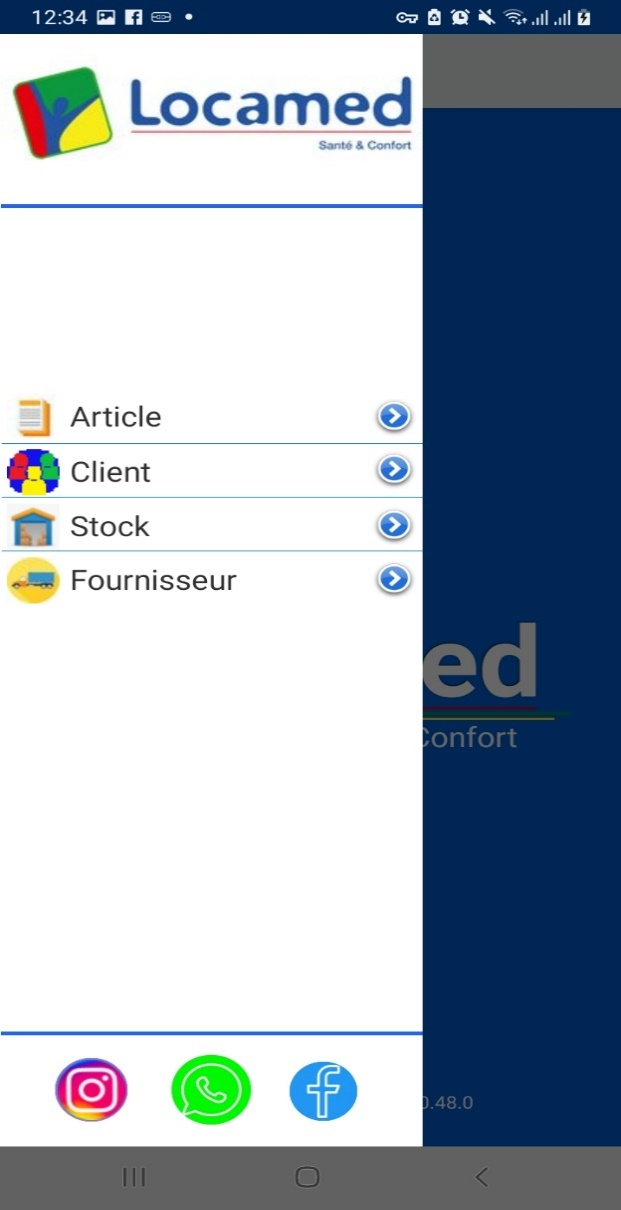 12:34
Locamed
Santé & Confort
Article
Client
Stock
Fournisseur
ed
Confort
0.48.0